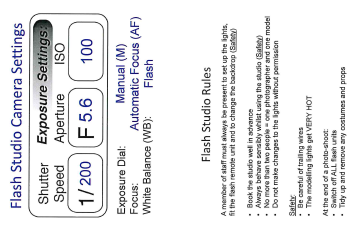 Flash Studio Camera Settings
Exposure Settings:
Shutter Speed
Aperture
ISO
1/200
F 5.6
100
Exposure Dial: Manual (M)
Focus: Automatic Focus (AF)
White Balance (WB): Flash
Flash Studio Rules
A member of staff must always be present to set up the lights,
fit the flash remote unit and to change the backdrop (Safety)
• Book the studio well in advance
• Always behave sensibly whilst using the studio (Safety)
• No more than two people = one photographer and one model
• Do not make changes to the lights without permission
Safety:
• Be careful of trailing wires
• The modelling lights get VERY HOT
At the end of a photo-shoot:
• Switch off ALL flash units
• Tidy up and remove any costumes and props